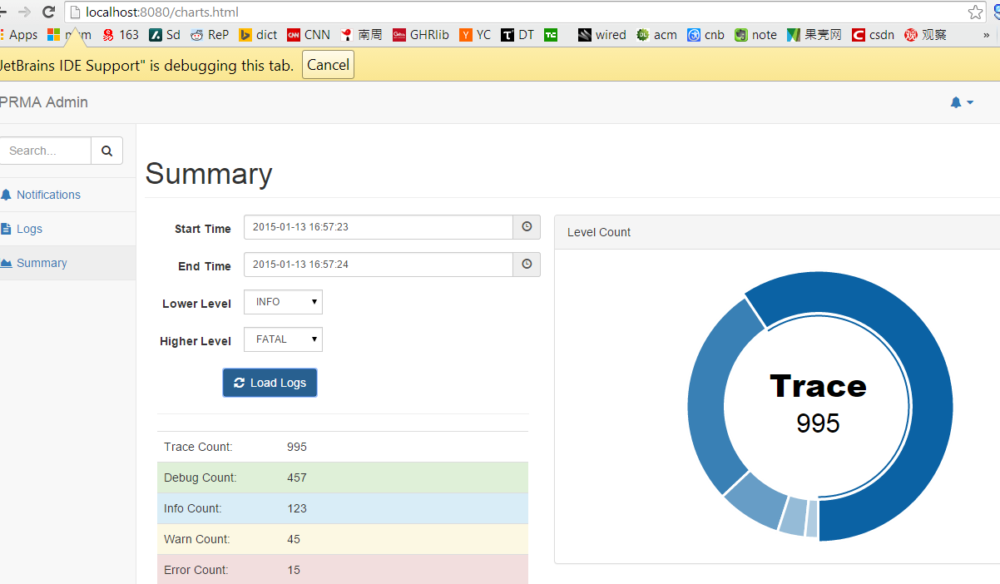 localhost:8080/charts.html
Apps 163 Sd ReP dict CNN 南周 GHRlib YC DT wired acm cnb note 果壳网 csdn 观察 »
JetBrains IDE Support" is debugging this tab. Cancel
PRMA Admin
Search...
Notifications
Logs
Summary
Summary
Start Time 2015-01-13 16:57:23
End Time 2015-01-13 16:57:24
Lower Level INFO
Higher Level FATAL
Load Logs
Trace Count: 995
Debug Count: 457
Info Count: 123
Warn Count: 45
Error Count: 15
Level Count
Trace
995